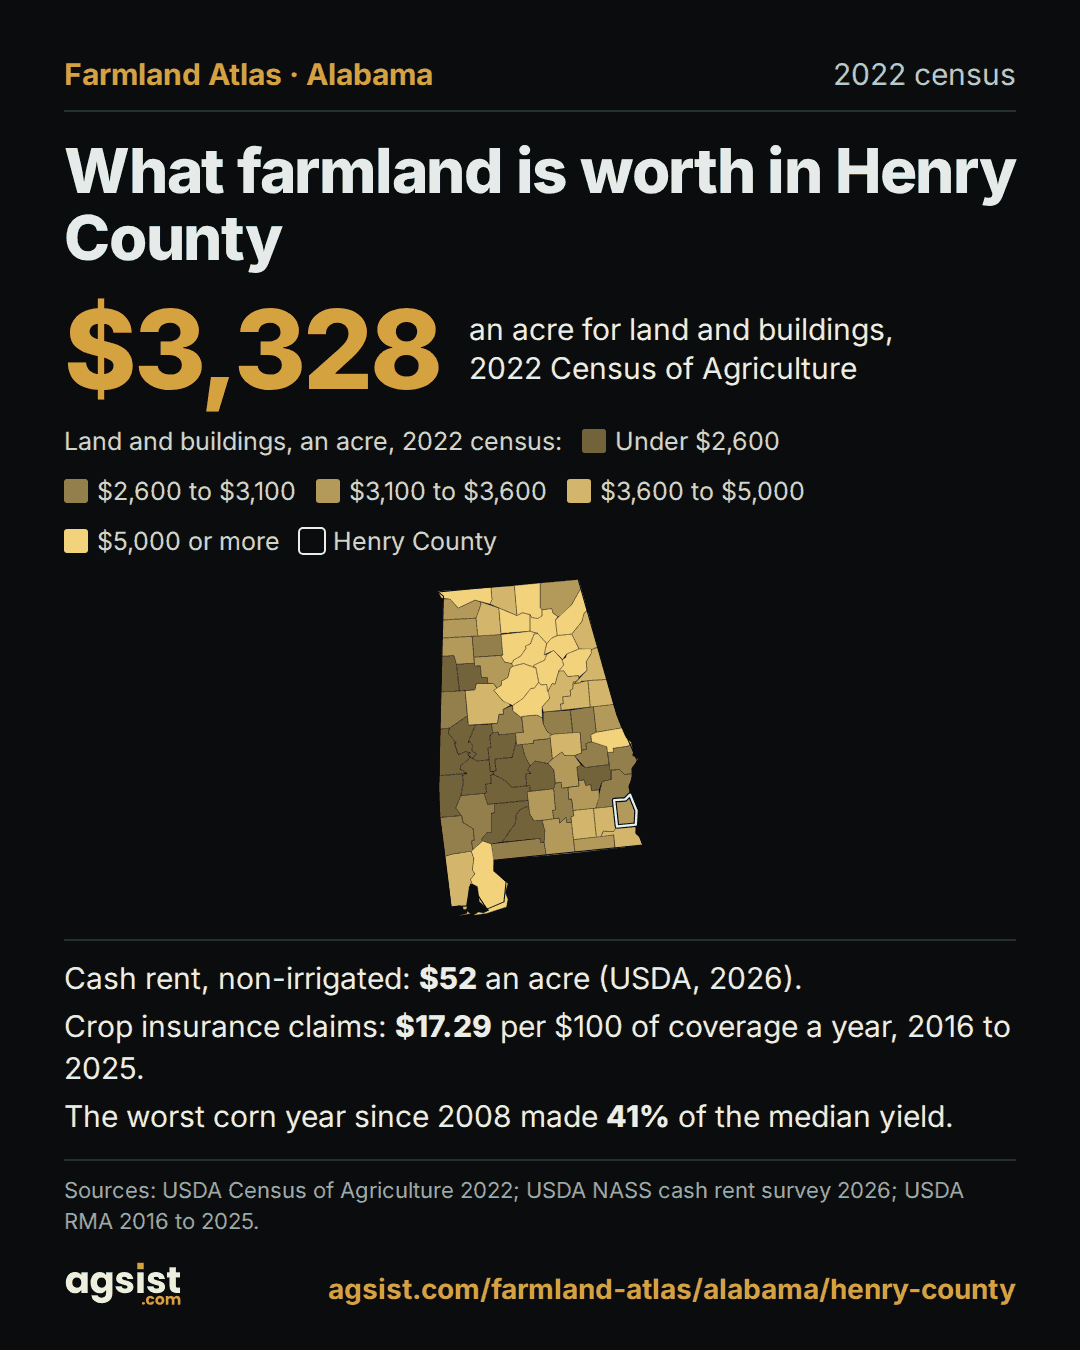 Farmland Atlas · Alabama
2022 census
What farmland is worth in Henry
County
$3,328
an acre for land and buildings,
2022 Census of Agriculture
Land and buildings, an acre, 2022 census: Under $2,600
$2,600 to $3,100 $3,100 to $3,600 $3,600 to $5,000
$5,000 or more Henry County
Cash rent, non-irrigated: $52 an acre (USDA, 2026).
Crop insurance claims: $17.29 per $100 of coverage a year, 2016 to
2025.
The worst corn year since 2008 made 41% of the median yield.
Sources: USDA Census of Agriculture 2022; USDA NASS cash rent survey 2026; USDA
RMA 2016 to 2025.
agsist
.com
agsist.com/farmland-atlas/alabama/henry-county